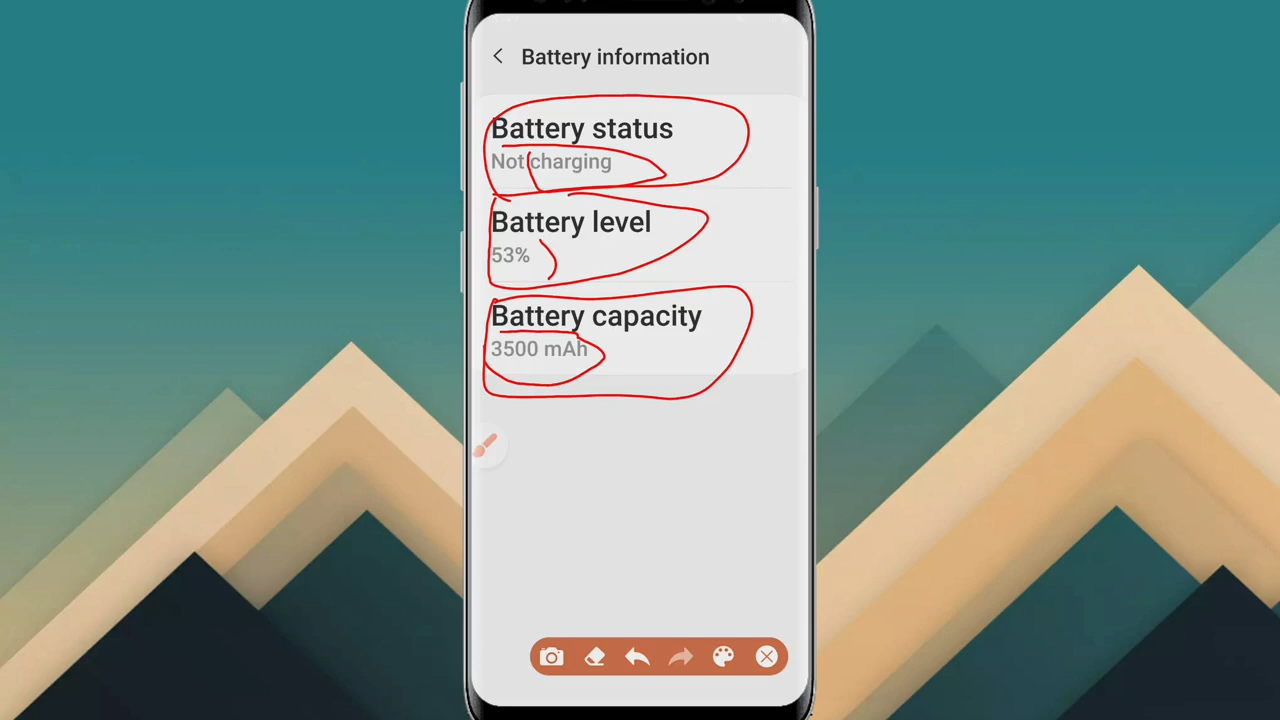 Battery information
Battery status
Not charging
Battery level
53%
Battery capacity
3500 mAh